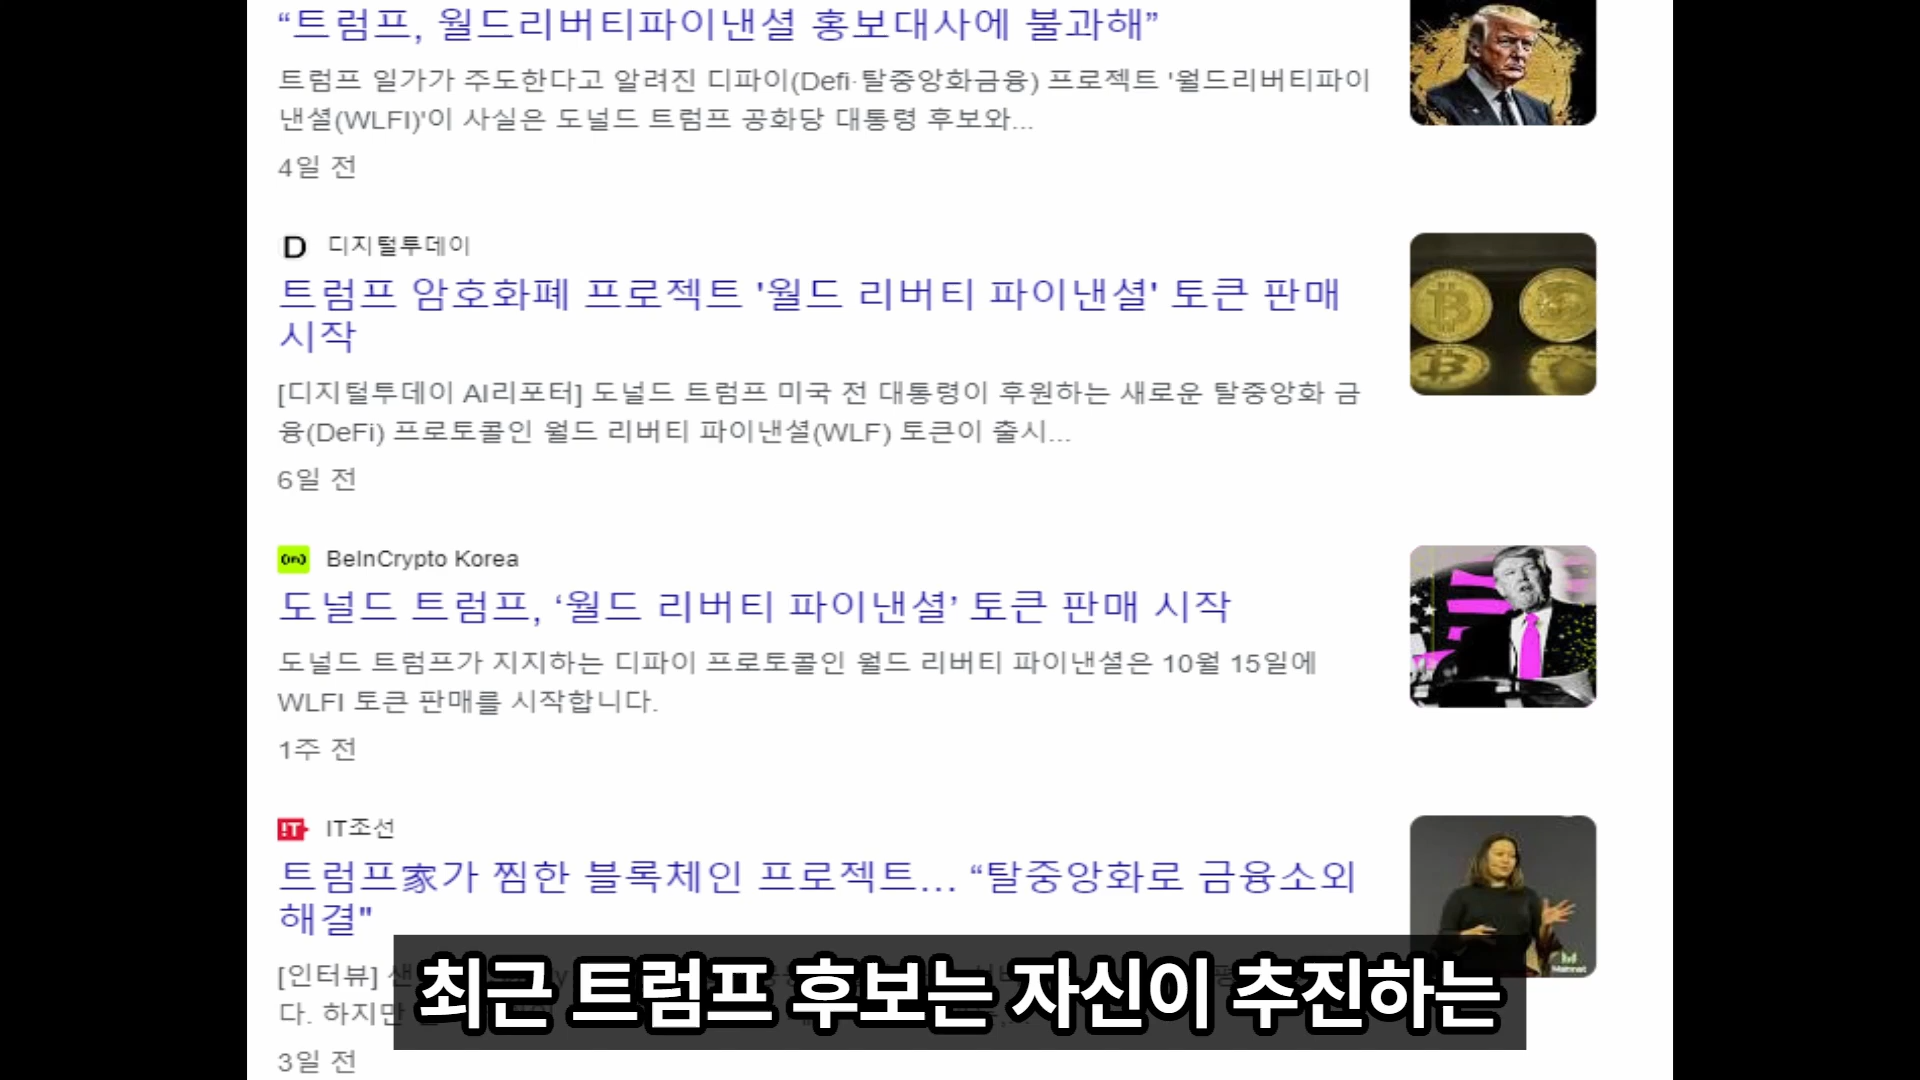 “트럼프, 월드리버티파이낸셜 홍보대사에 불과해”
트럼프 일가가 주도한다고 알려진 디파이(Defi·탈중앙화금융) 프로젝트 '월드리버티파이
낸셜(WLFI)'이 사실은 도널드 트럼프 공화당 대통령 후보와...
4일 전
D 디지털투데이
트럼프 암호화폐 프로젝트 '월드 리버티 파이낸셜' 토큰 판매
시작
[디지털투데이 AI리포터] 도널드 트럼프 미국 전 대통령이 후원하는 새로운 탈중앙화 금
융(DeFi) 프로토콜인 월드 리버티 파이낸셜(WLF) 토큰이 출시...
6일 전
BeInCrypto Korea
도널드 트럼프, ‘월드 리버티 파이낸셜’ 토큰 판매 시작
도널드 트럼프가 지지하는 디파이 프로토콜인 월드 리버티 파이낸셜은 10월 15일에
WLFI 토큰 판매를 시작합니다.
1주 전
IT IT조선
트럼프家가 찜한 블록체인 프로젝트... “탈중앙화로 금융소외
해결"
[인터뷰]
다. 하지만
최근 트럼프 후보는 자신이 추진하는
3일 전